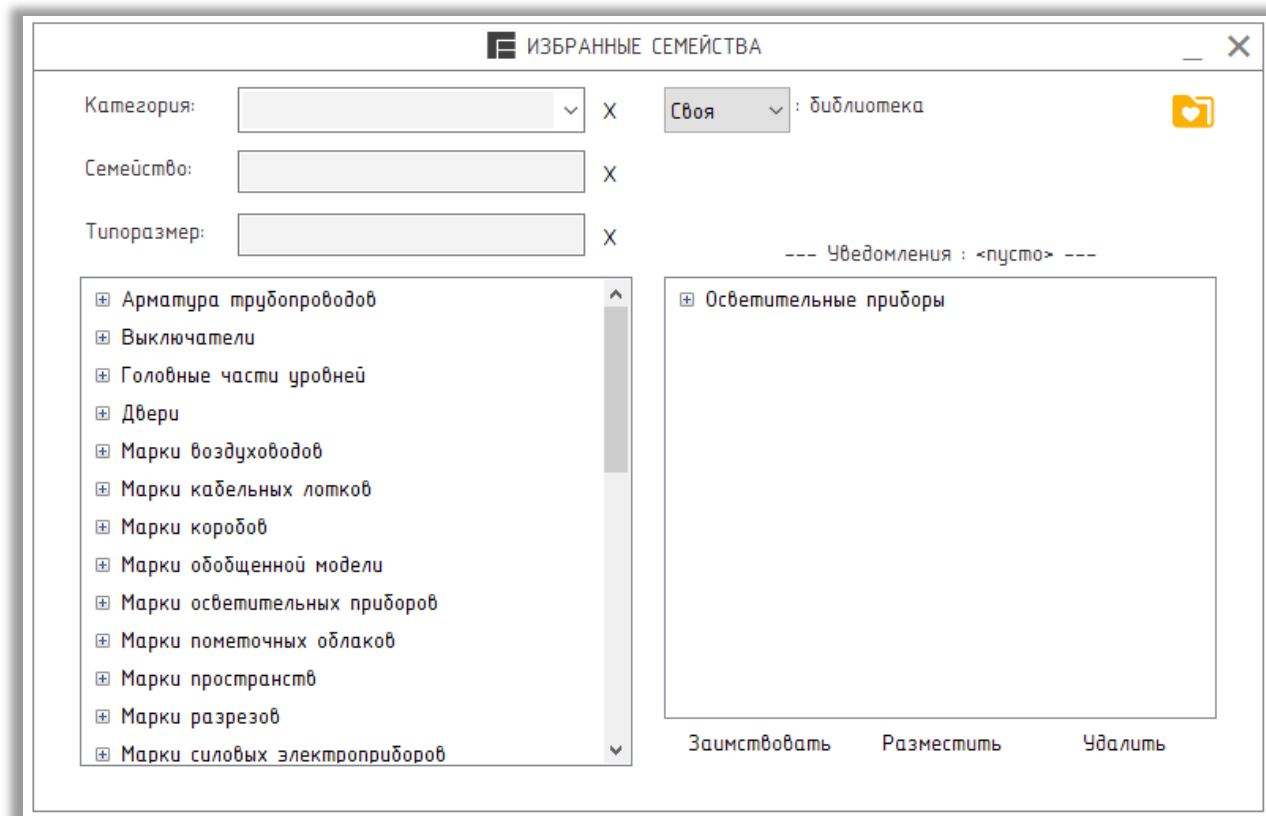 ИЗБРАННЫЕ СЕМЕЙСТВА
Категория:
X
Своя
: библиотека
Семейство:
X
Типоразмер:
X
--- Уведомления : <пусто> ---
Арматура трубопроводов
Выключатели
Головные части уровней
Двери
Марки воздуховодов
Марки кабельных лотков
Марки коробов
Марки обобщенной модели
Марки осветительных приборов
Марки пометочных облаков
Марки пространств
Марки разрезов
Марки силовых электроприборов
Осветительные приборы
Заимствовать
Разместить
Удалить